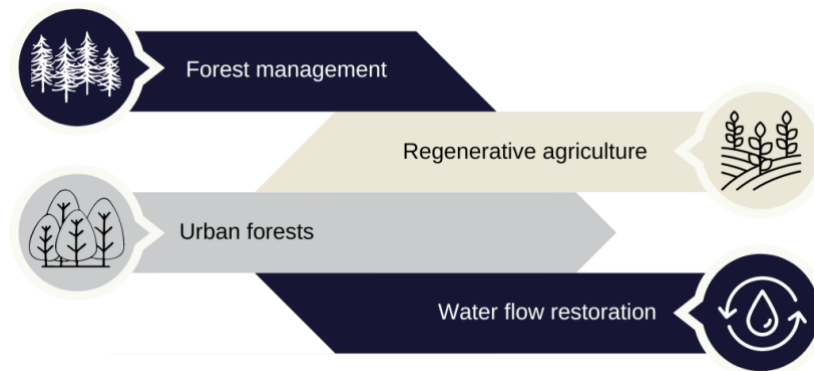 Forest management
Regenerative agriculture
Urban forests
Water flow restoration